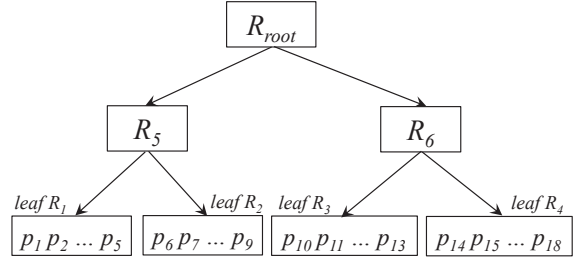 R_root
R_5 R_6
leaf R_1 leaf R_2 leaf R_3 leaf R_4
p_1 p_2 ... p_5 p_6 p_7 ... p_9 p_10 p_11 ... p_13 p_14 p_15 ... p_18